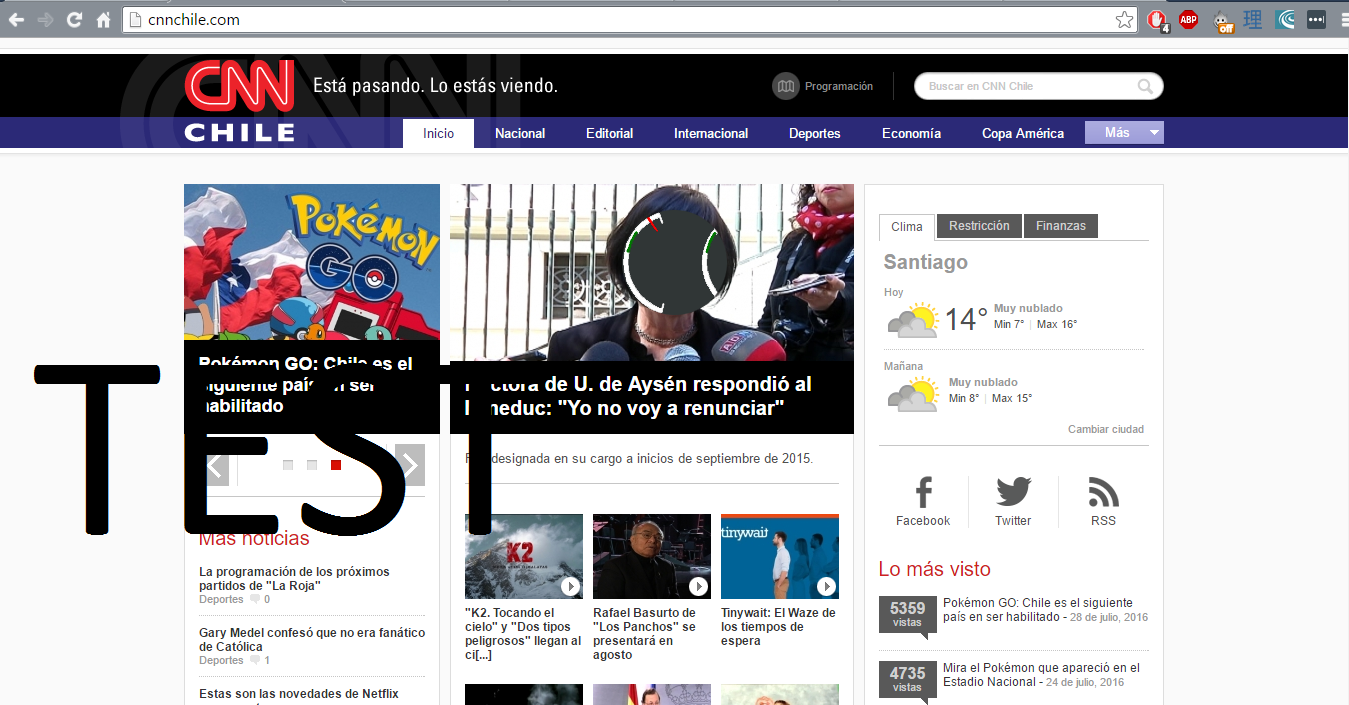 cnnchile.com
4
ABP
off
理
CNN
CHILE
Está pasando. Lo estás viendo.
Programación
Buscar en CNN Chile
Inicio
Nacional
Editorial
Internacional
Deportes
Economía
Copa América
Más
POKéMON
GO
Pokémon GO: Chile es el
siguiente país en ser
habilitado
TEST
Rectora de U. de Aysén respondió al
Mineduc: "Yo no voy a renunciar"
designada en su cargo a inicios de septiembre de 2015.
Más noticias
La programación de los próximos
partidos de "La Roja"
Deportes 0
Gary Medel confesó que no era fanático
de Católica
Deportes 1
Estas son las novedades de Netflix
K2
"K2. Tocando el
cielo" y "Dos tipos
peligrosos" llegan al
ci[...]
Rafael Basurto de
"Los Panchos" se
presentará en
agosto
tinywait
Tinywait: El Waze de
los tiempos de
espera
Clima
Restricción
Finanzas
Santiago
Hoy
14°
Muy nublado
Min 7° | Max 16°
Mañana
Muy nublado
Min 8° | Max 15°
Cambiar ciudad
Facebook
Twitter
RSS
Lo más visto
5359
vistas
Pokémon GO: Chile es el siguiente
país en ser habilitado - 28 de julio, 2016
4735
vistas
Mira el Pokémon que apareció en el
Estadio Nacional - 24 de julio, 2016